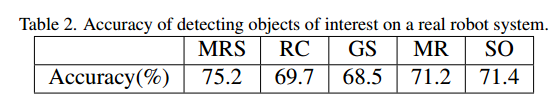 Table 2. Accuracy of detecting objects of interest on a real robot system.
MRS RC GS MR SO
Accuracy(%) 75.2 69.7 68.5 71.2 71.4